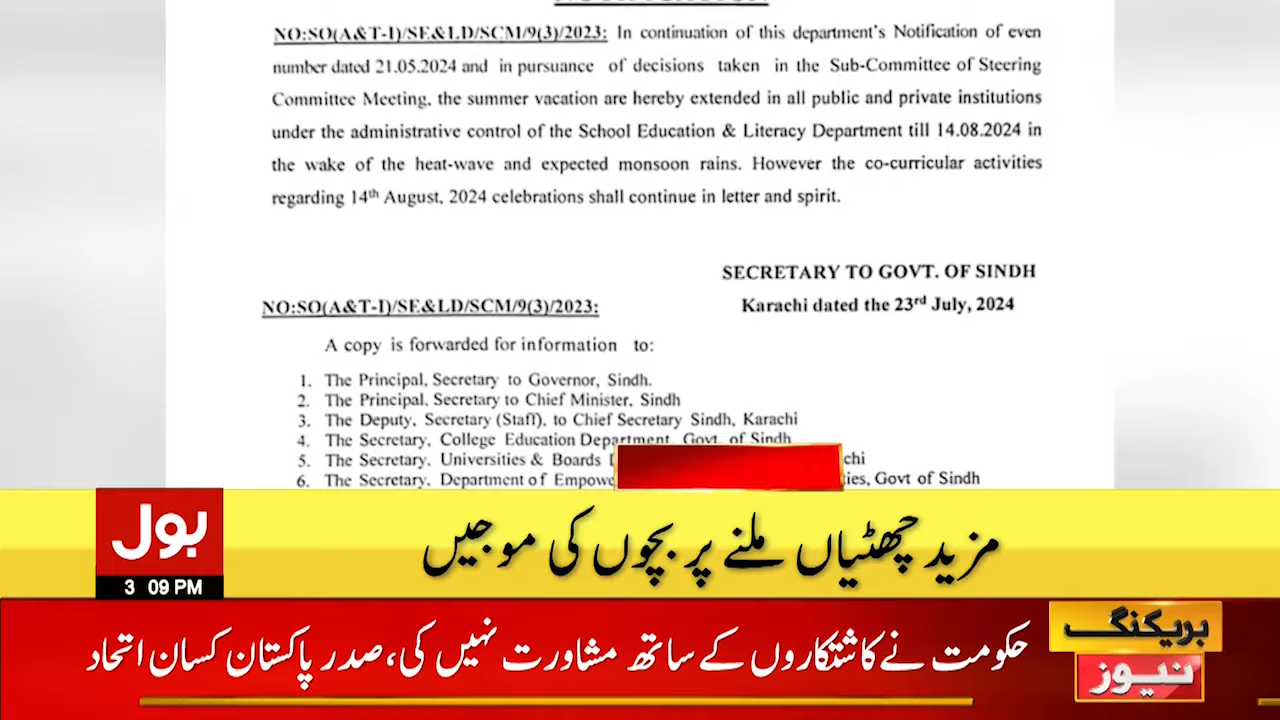 NO:SO(A&T-I)/SE&LD/SCM/9(3)/2023: In continuation of this department's Notification of even
number dated 21.05.2024 and in pursuance of decisions taken in the Sub-Committee of Steering
Committee Meeting, the summer vacation are hereby extended in all public and private institutions
under the administrative control of the School Education & Literacy Department till 14.08.2024 in
the wake of the heat-wave and expected monsoon rains. However the co-curricular activities
regarding 14th August, 2024 celebrations shall continue in letter and spirit.
SECRETARY TO GOVT. OF SINDH
NO:SO(A&T-I)/SE&LD/SCM/9(3)/2023:
Karachi dated the 23rd July, 2024
A copy is forwarded for information to:
1. The Principal, Secretary to Governor, Sindh.
2. The Principal, Secretary to Chief Minister, Sindh
3. The Deputy, Secretary (Staff), to Chief Secretary Sindh, Karachi
4. The Secretary, College Education Department, Govt. of Sindh
5. The Secretary, Universities & Boards
6. The Secretary, Department of Govt of Sindh
بول
3 09 PM
مزید چھٹیاں ملنے پر بچوں کی موجیں
حکومت نے کاشتکاروں کے ساتھ مشاورت نہیں کی، صدر پاکستان کسان اتحاد
بریکنگ
نیوز